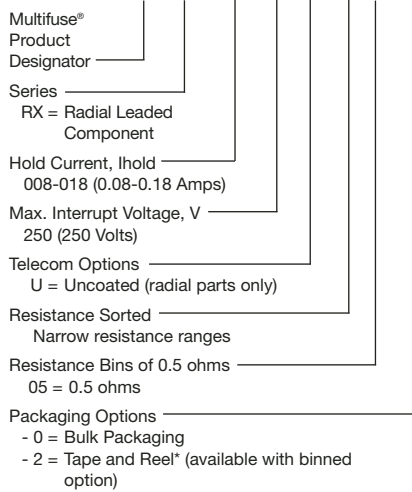 Multifuse®
Product
Designator
Series
RX = Radial Leaded
Component
Hold Current, Ihold
008-018 (0.08-0.18 Amps)
Max. Interrupt Voltage, V
250 (250 Volts)
Telecom Options
U = Uncoated (radial parts only)
Resistance Sorted
Narrow resistance ranges
Resistance Bins of 0.5 ohms
05 = 0.5 ohms
Packaging Options
- 0 = Bulk Packaging
- 2 = Tape and Reel* (available with binned
option)